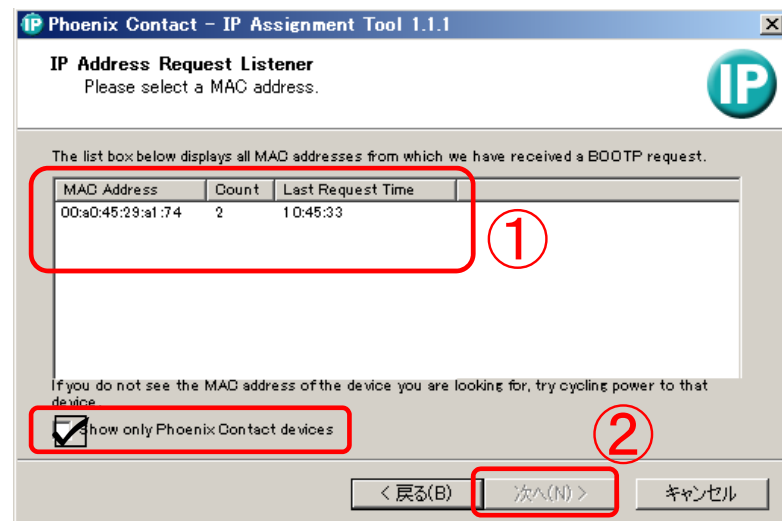 IP Phoenix Contact - IP Assignment Tool 1.1.1
IP Address Request Listener
Please select a MAC address.
IP
The list box below displays all MAC addresses from which we have received a BOOTP request.
MAC Address Count Last Request Time
00:a0:45:29:a1:74 2 10:45:33
①
If you do not see the MAC address of the device you are looking for, try cycling power to that
device.
Show only Phoenix Contact devices
②
< 戻る(B) 次へ(N) > キャンセル